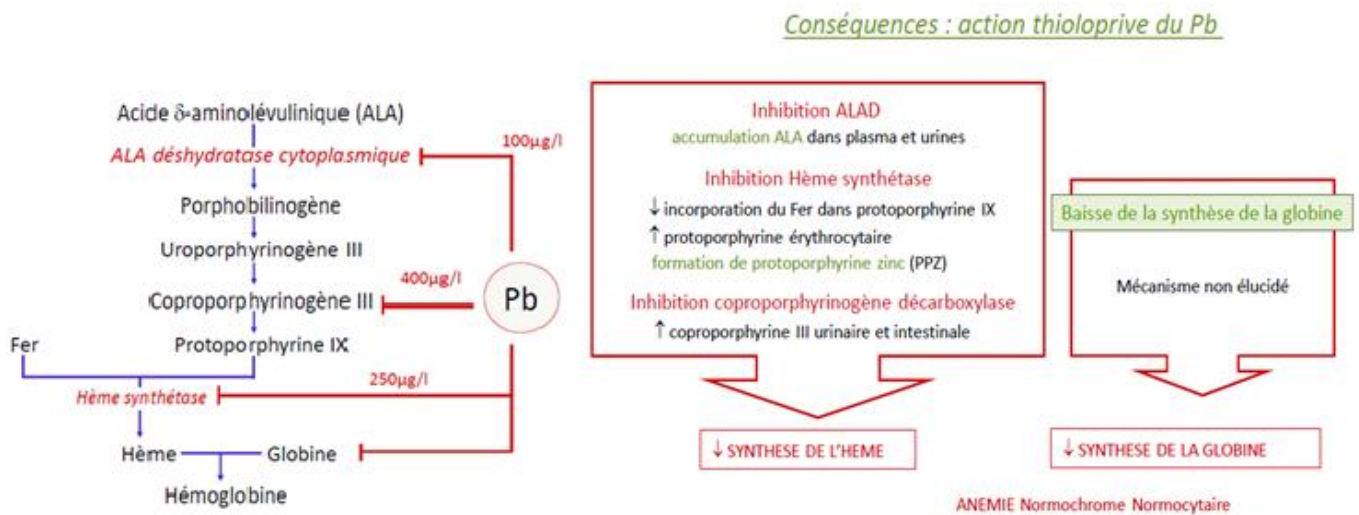 Conséquences : action thioloprive du Pb
Acide δ-aminolévulinique (ALA)
100µg/l
ALA déshydratase cytoplasmique
Porphobilinogène
Uroporphyrinogène III
400µg/l
Coproporphyrinogène III
Pb
Fer
Protoporphyrine IX
250µg/l
Hème synthétase
Hème
Globine
Hémoglobine
Inhibition ALAD
accumulation ALA dans plasma et urines
Inhibition Hème synthétase
↓ incorporation du Fer dans protoporphyrine IX
↑ protoporphyrine érythrocytaire
formation de protoporphyrine zinc (PPZ)
Inhibition coproporphyrinogène décarboxylase
↑ coproporphyrine III urinaire et intestinale
Baisse de la synthèse de la globine
Mécanisme non élucidé
↓ SYNTHESE DE L'HEME
↓ SYNTHESE DE LA GLOBINE
ANEMIE Normochrome Normocytaire